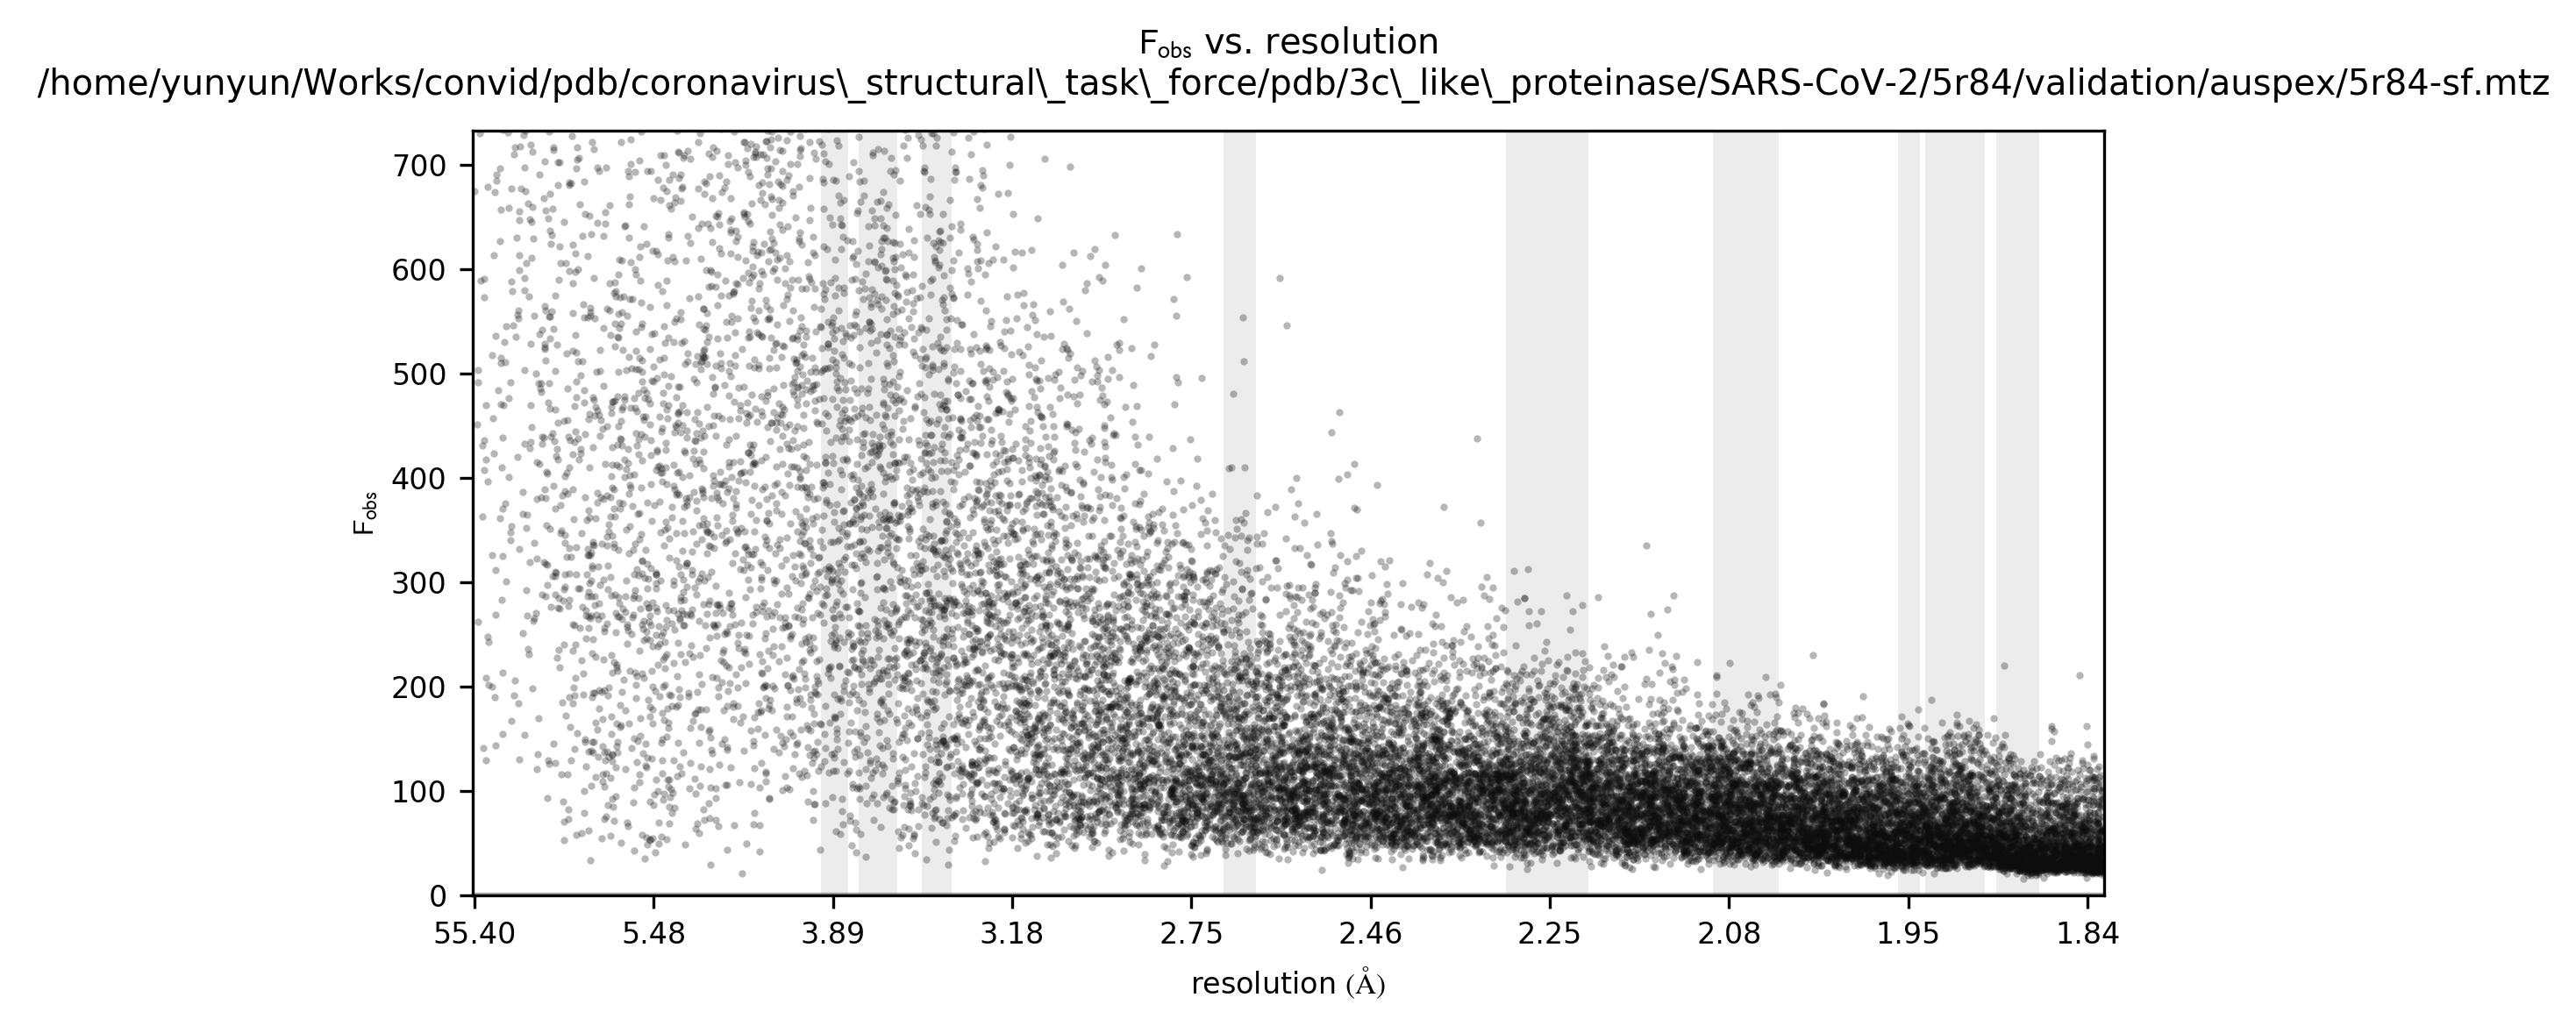 F_obs vs. resolution
/home/yunyun/Works/convid/pdb/coronavirus\_structural\_task\_force/pdb/3c\_like\_proteinase/SARS-CoV-2/5r84/validation/auspex/5r84-sf.mtz
700
600
500
400
300
200
100
0
F_obs
55.40 5.48 3.89 3.18 2.75 2.46 2.25 2.08 1.95 1.84
resolution (Å)